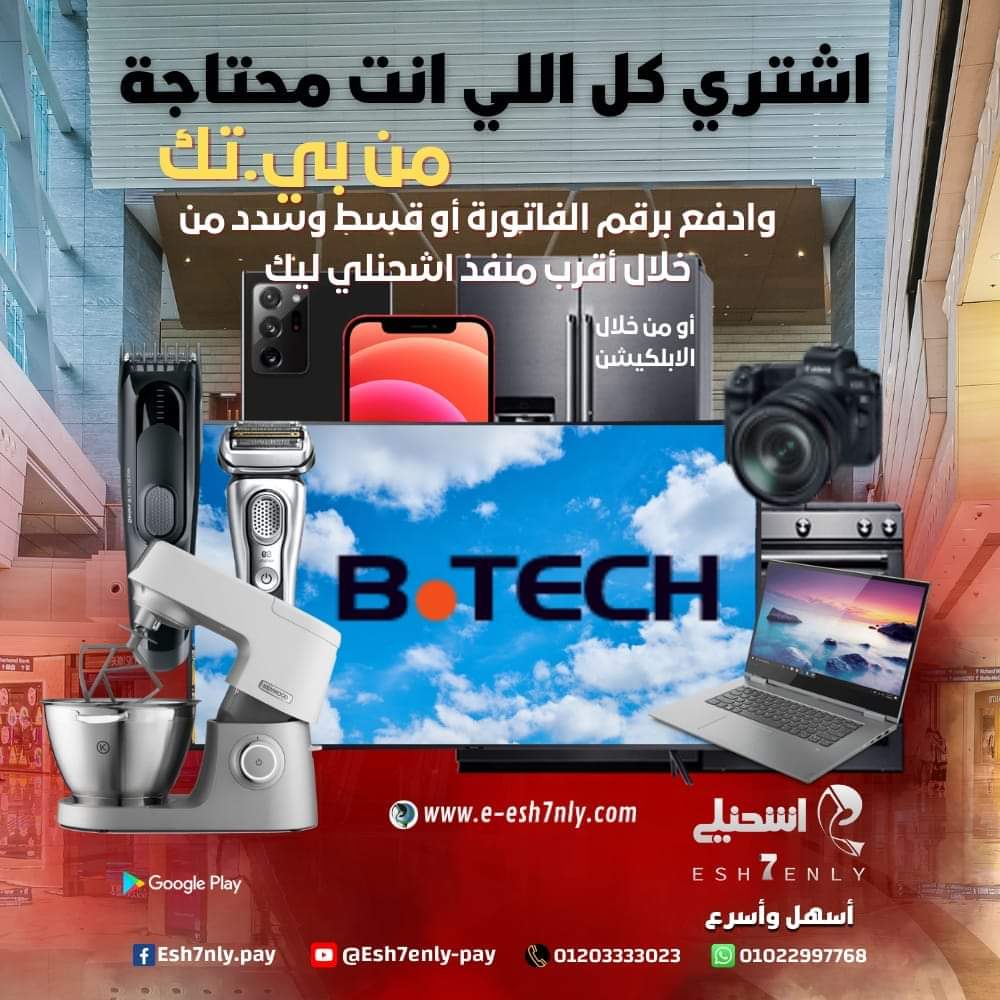 اشتري كل اللي انت محتاجة
من بي.تك
وادفع برقم الفاتورة أو قسط وسدد من
خلال أقرب منفذ اشحنلي ليك
أو من خلال
الابلكيشن
Canon
B.TECH
KENWOOD
K
www.e-esh7nly.com
اشحنلي
ESH7ENLY
أسهل وأسرع
Google Play
Esh7nly.pay
@Esh7enly-pay
01203333023
01022997768